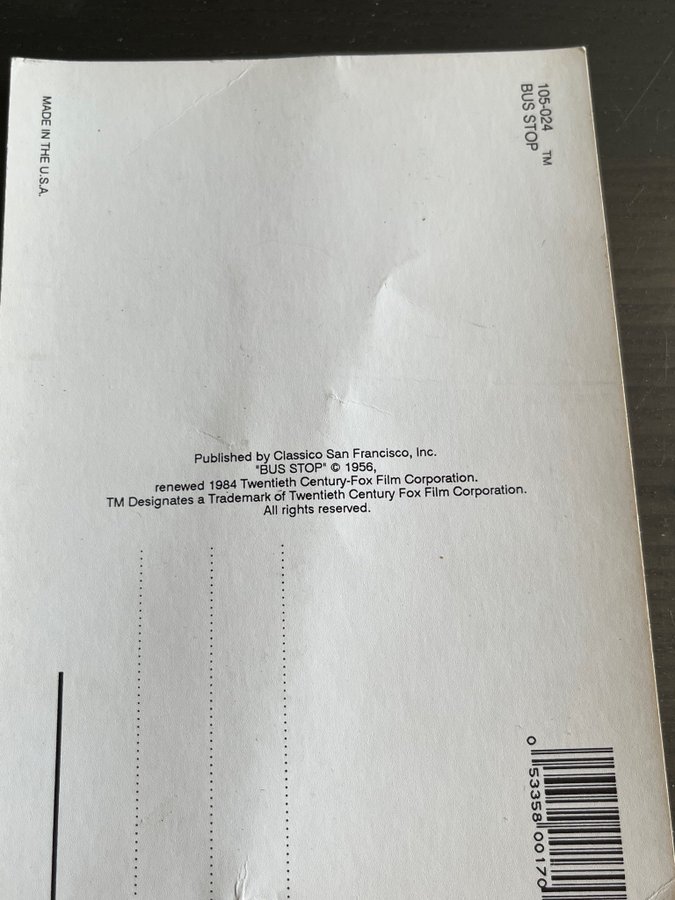 105-024 TM
BUS STOP
MADE IN THE U.S.A.
Published by Classico San Francisco, Inc.
"BUS STOP" © 1956,
renewed 1984 Twentieth Century-Fox Film Corporation.
TM Designates a Trademark of Twentieth Century Fox Film Corporation.
All rights reserved.
0 53358 00170